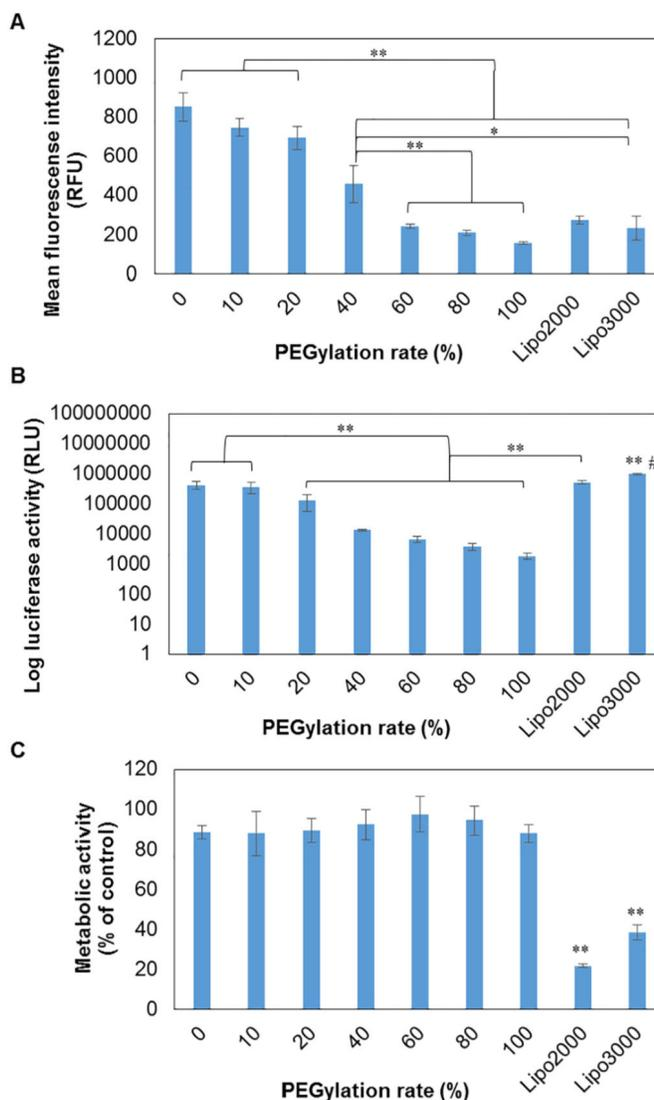 A
1200
1000
800
600
400
200
0
Mean fluorescense intensity
(RFU)
**
*
**
0 10 20 40 60 80 100 Lipo2000 Lipo3000
PEGylation rate (%)
B
100000000
10000000
1000000
100000
10000
1000
100
10
1
Log luciferase activity (RLU)
**
**
** #
0 10 20 40 60 80 100 Lipo2000 Lipo3000
PEGylation rate (%)
C
120
100
80
60
40
20
0
Metabolic activity
(% of control)
**
**
0 10 20 40 60 80 100 Lipo2000 Lipo3000
PEGylation rate (%)